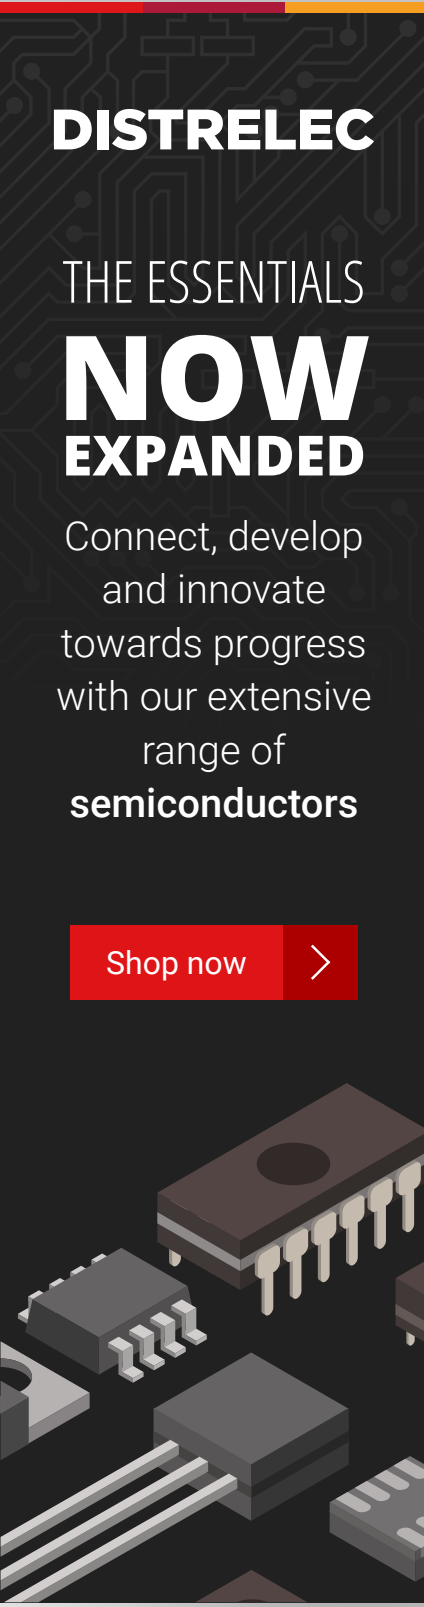 DISTRELEC
THE ESSENTIALS
NOW
EXPANDED
Connect, develop
and innovate
towards progress
with our extensive
range of
semiconductors
Shop now